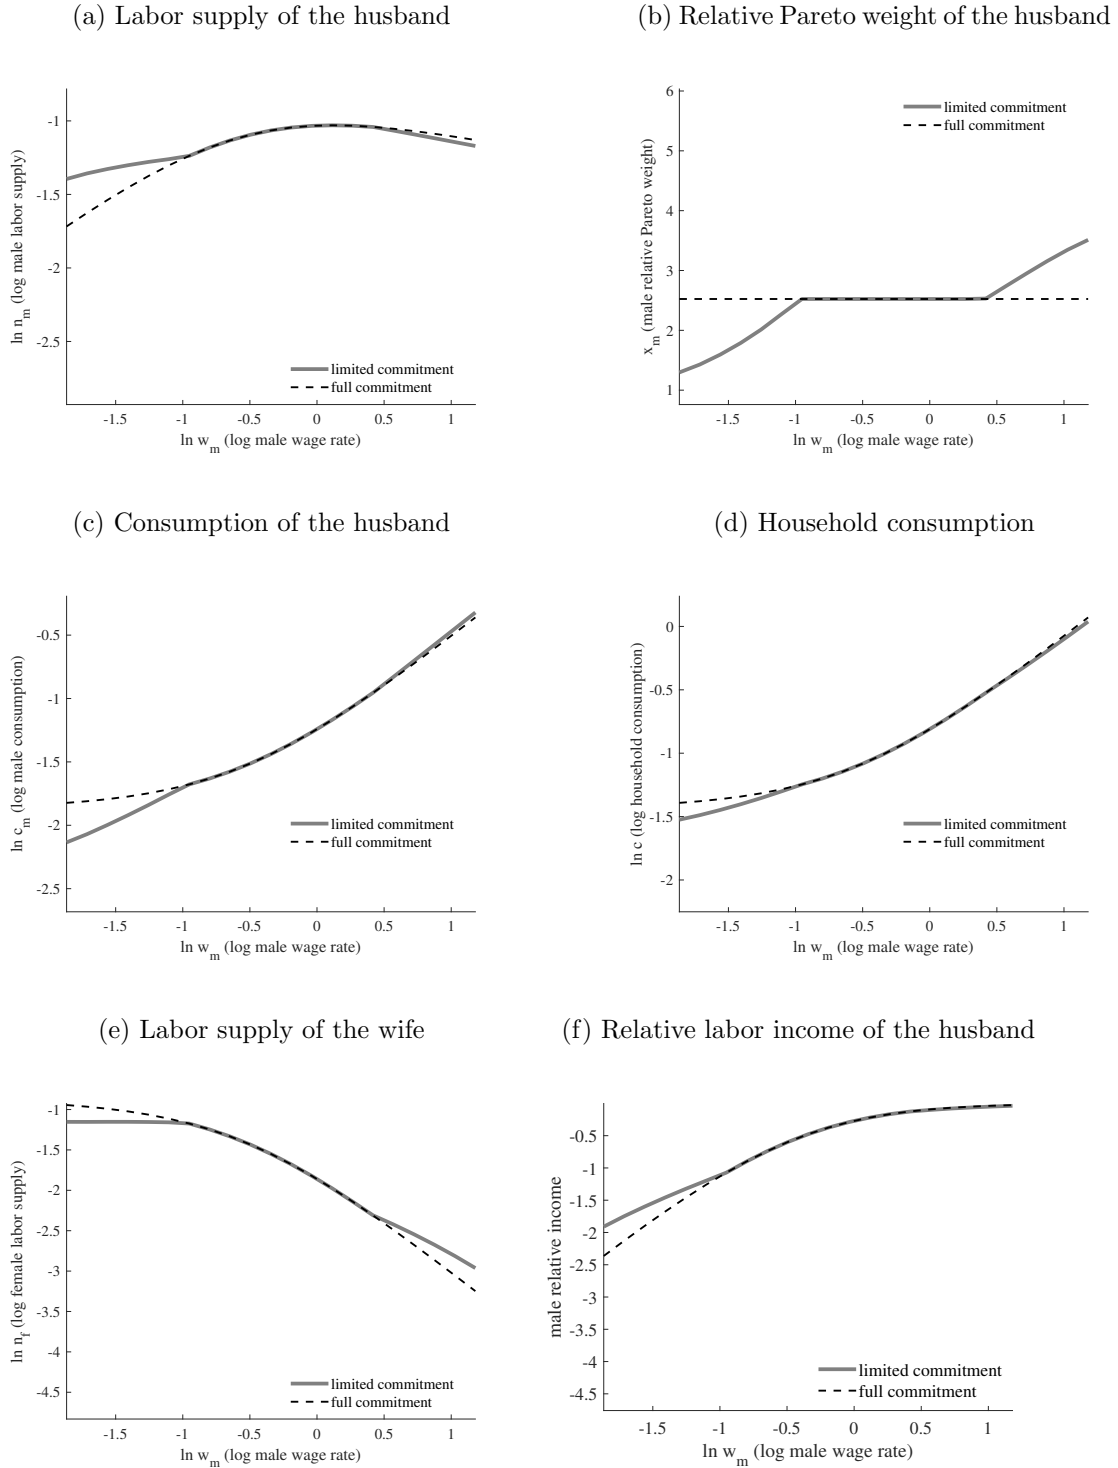 (a) Labor supply of the husband
ln n_m (log male labor supply)
-1
-1.5
-2
-2.5
limited commitment
full commitment
-1.5 -1 -0.5 0 0.5 1
ln w_m (log male wage rate)
(b) Relative Pareto weight of the husband
x_m (male relative Pareto weight)
6
5
4
3
2
1
limited commitment
full commitment
-1.5 -1 -0.5 0 0.5 1
ln w_m (log male wage rate)
(c) Consumption of the husband
ln c_m (log male consumption)
-0.5
-1
-1.5
-2
-2.5
limited commitment
full commitment
-1.5 -1 -0.5 0 0.5 1
ln w_m (log male wage rate)
(d) Household consumption
ln c (log household consumption)
0
-0.5
-1
-1.5
-2
limited commitment
full commitment
-1.5 -1 -0.5 0 0.5 1
ln w_m (log male wage rate)
(e) Labor supply of the wife
ln n_f (log female labor supply)
-1
-1.5
-2
-2.5
-3
-3.5
-4
-4.5
limited commitment
full commitment
-1.5 -1 -0.5 0 0.5 1
ln w_m (log male wage rate)
(f) Relative labor income of the husband
male relative income
-0.5
-1
-1.5
-2
-2.5
-3
-3.5
-4
-4.5
limited commitment
full commitment
-1.5 -1 -0.5 0 0.5 1
ln w_m (log male wage rate)